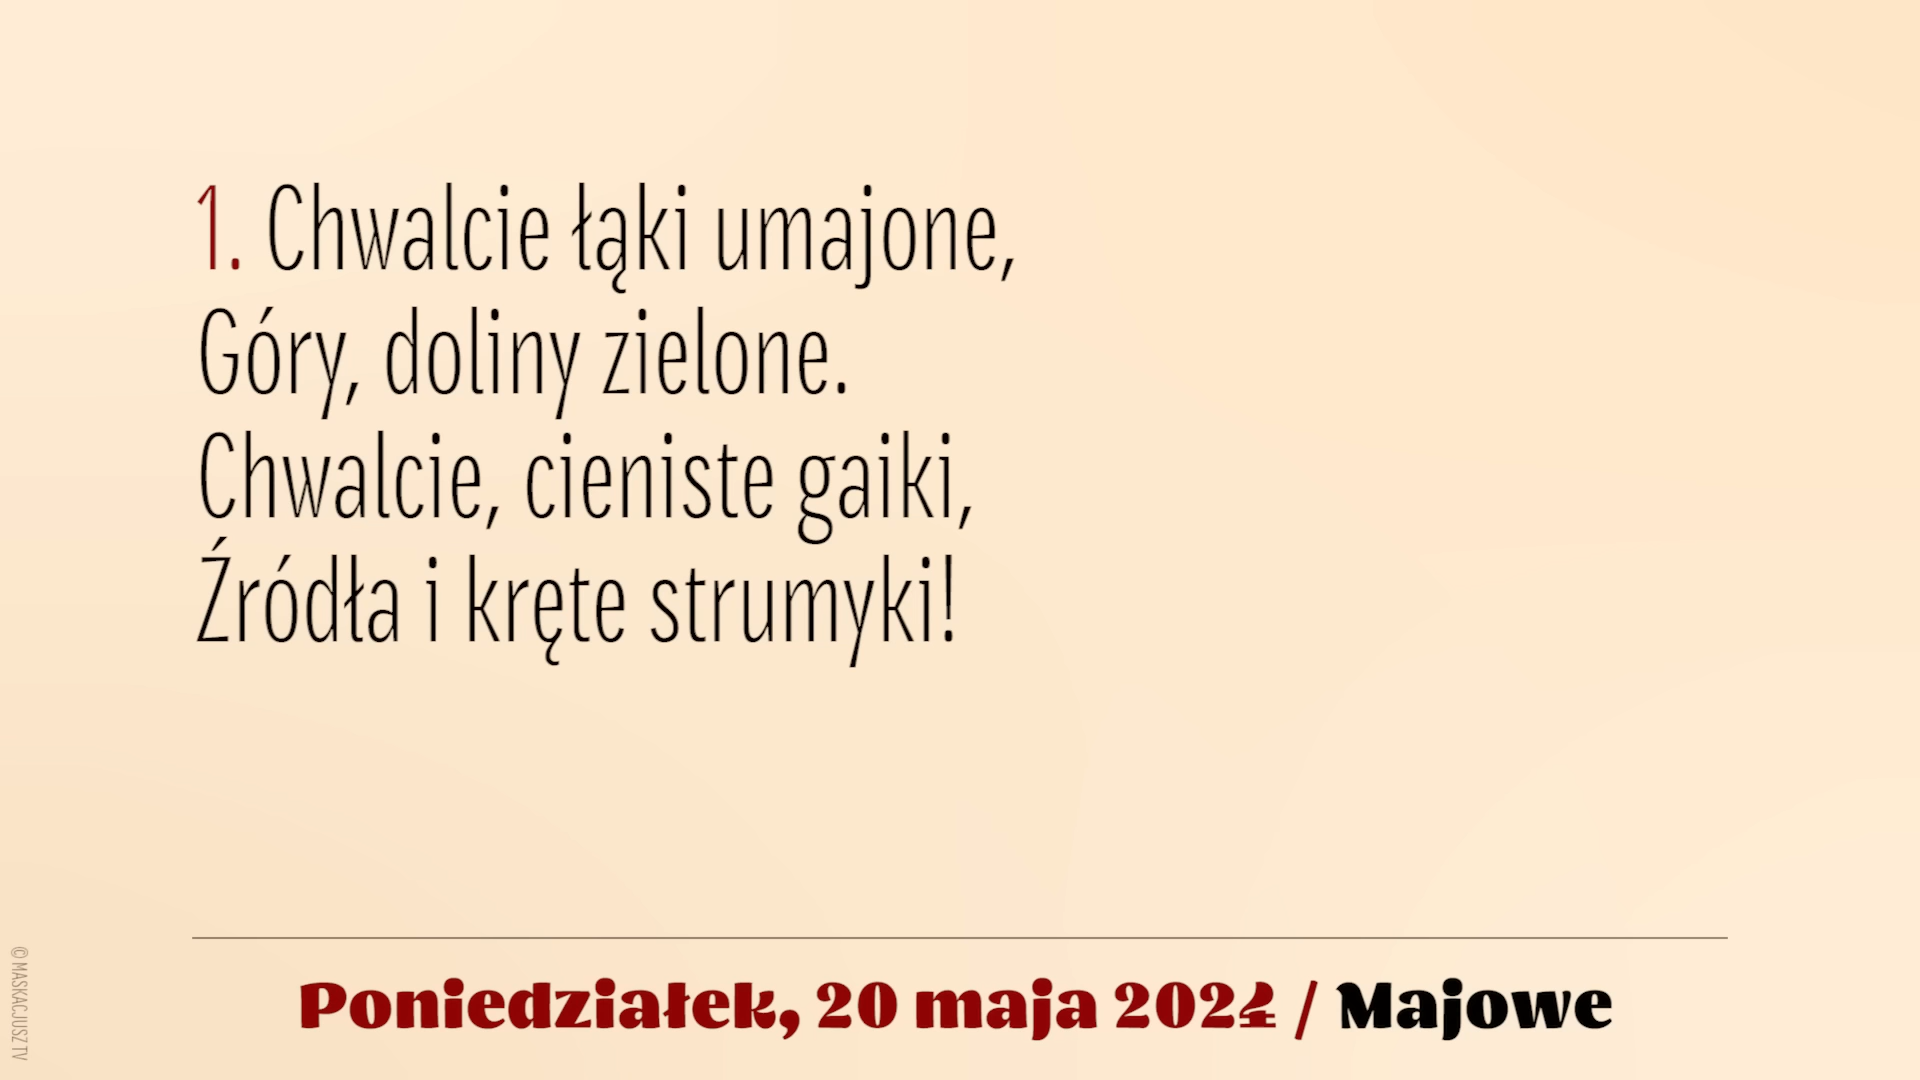 1. Chwalcie łąki umajone,
Góry, doliny zielone.
Chwalcie, cieniste gaiki,
Źródła i kręte strumyki!
Poniedziałek, 20 maja 2024 / Majowe
© MASKACJUSZ TV